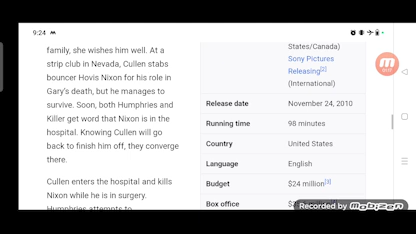 9:24
family, she wishes him well. At a
strip club in Nevada, Cullen stabs
bouncer Hovis Nixon for his role in
Gary's death, but he manages to
survive. Soon, both Humphries and
Killer get word that Nixon is in the
hospital. Knowing Cullen will go
back to finish him off, they converge
there.
Cullen enters the hospital and kills
Nixon while he is in surgery.
Humphries attempts to
States/Canada)
Sony Pictures
Releasing[2]
(International)
Release date November 24, 2010
Running time 98 minutes
Country United States
Language English
Budget $24 million[3]
Box office
Recorded by mobizen